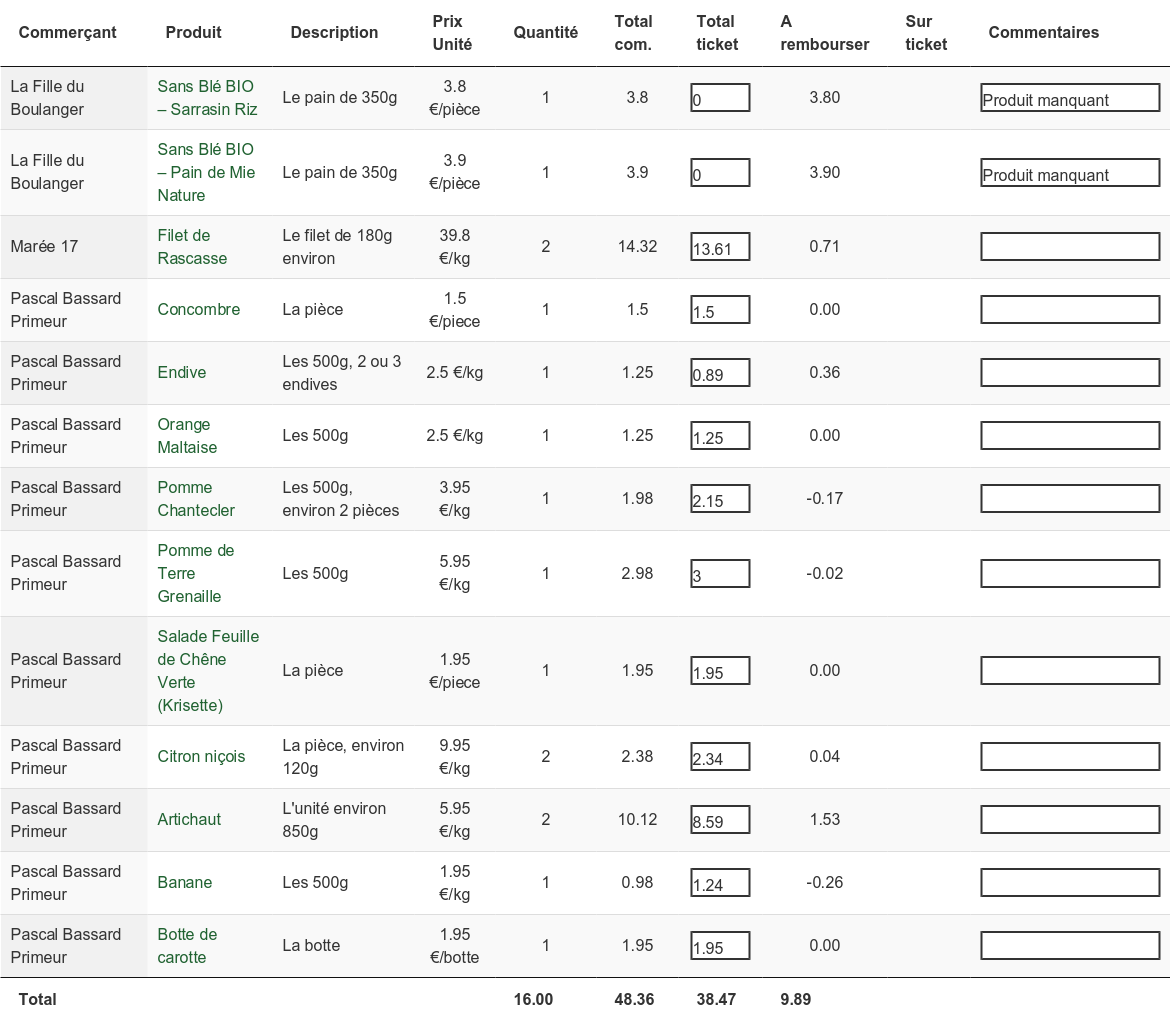 Commerçant Produit Description Prix Unité Quantité Total com. Total ticket A rembourser Sur ticket Commentaires
La Fille du Boulanger Sans Blé BIO – Sarrasin Riz Le pain de 350g 3.8 €/pièce 1 3.8 0 3.80 Produit manquant
La Fille du Boulanger Sans Blé BIO – Pain de Mie Nature Le pain de 350g 3.9 €/pièce 1 3.9 0 3.90 Produit manquant
Marée 17 Filet de Rascasse Le filet de 180g environ 39.8 €/kg 2 14.32 13.61 0.71
Pascal Bassard Primeur Concombre La pièce 1.5 €/piece 1 1.5 1.5 0.00
Pascal Bassard Primeur Endive Les 500g, 2 ou 3 endives 2.5 €/kg 1 1.25 0.89 0.36
Pascal Bassard Primeur Orange Maltaise Les 500g 2.5 €/kg 1 1.25 1.25 0.00
Pascal Bassard Primeur Pomme Chantecler Les 500g, environ 2 pièces 3.95 €/kg 1 1.98 2.15 -0.17
Pascal Bassard Primeur Pomme de Terre Grenaille Les 500g 5.95 €/kg 1 2.98 3 -0.02
Pascal Bassard Primeur Salade Feuille de Chêne Verte (Krisette) La pièce 1.95 €/piece 1 1.95 1.95 0.00
Pascal Bassard Primeur Citron niçois La pièce, environ 120g 9.95 €/kg 2 2.38 2.34 0.04
Pascal Bassard Primeur Artichaut L'unité environ 850g 5.95 €/kg 2 10.12 8.59 1.53
Pascal Bassard Primeur Banane Les 500g 1.95 €/kg 1 0.98 1.24 -0.26
Pascal Bassard Primeur Botte de carotte La botte 1.95 €/botte 1 1.95 1.95 0.00
Total 16.00 48.36 38.47 9.89